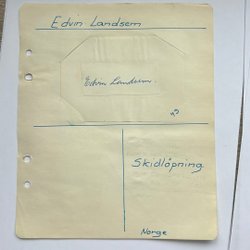 Edvin Landsem
Edvin Landsem.
Skidlöpning
Norge